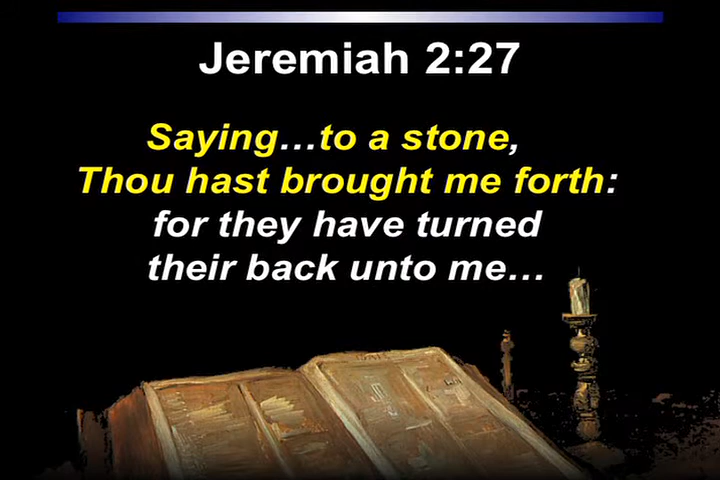 Jeremiah 2:27
Saying…to a stone,
Thou hast brought me forth:
for they have turned
their back unto me…